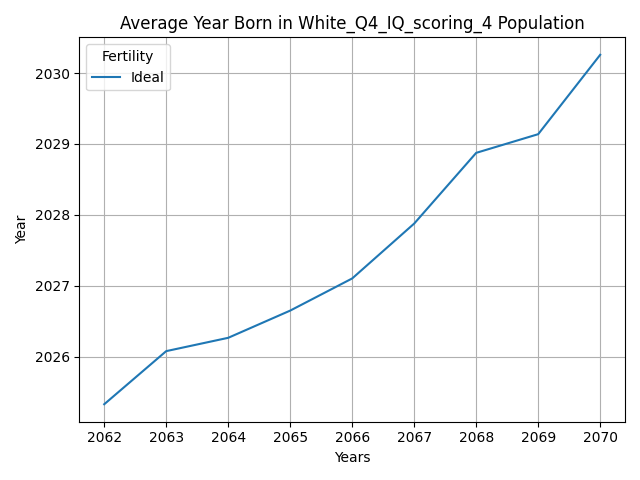 Average Year Born in White_Q4_IQ_scoring_4 Population
Fertility
Ideal
2030
2029
2028
2027
2026
Year
2062 2063 2064 2065 2066 2067 2068 2069 2070
Years